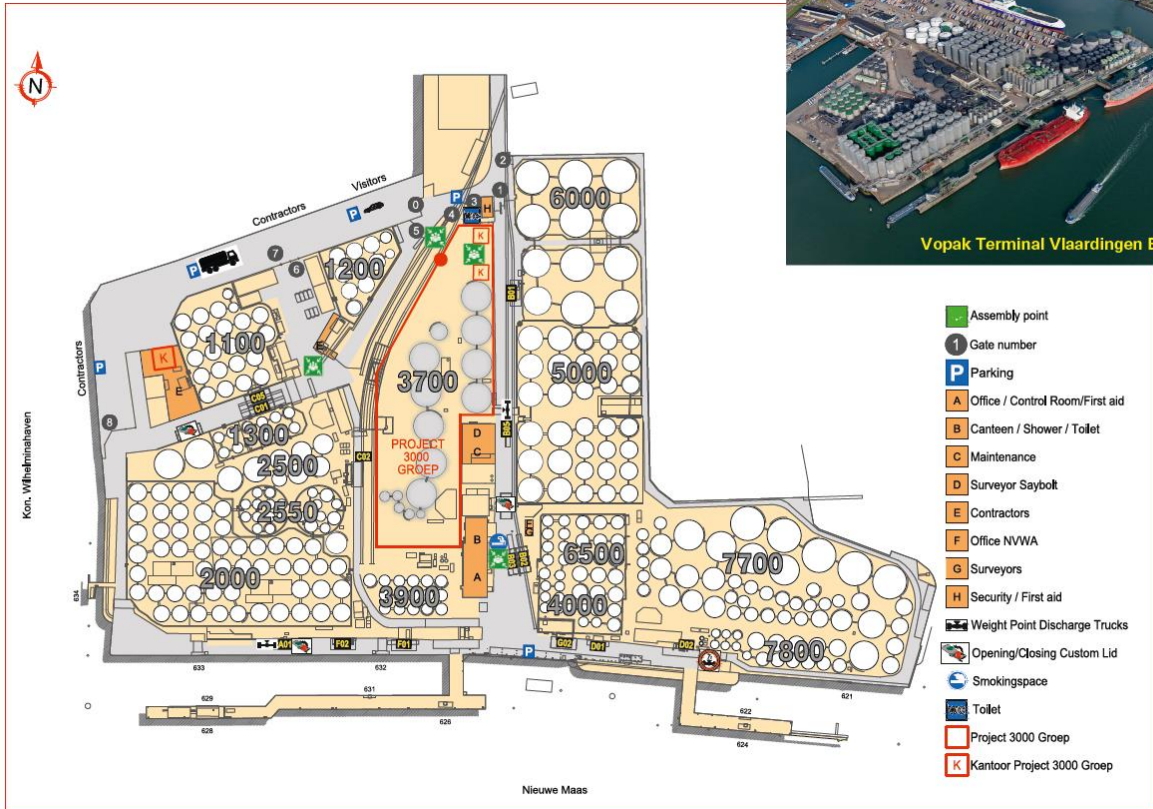 Vopak Terminal Vlaardingen B
N
Visitors
Contractors
P
P
7
6
0
5
4
3
2
1
P
H
K
K
6000
1200
1100
K
E
E
P
Contractors
8
Kon. Wilhelminahaven
C05
C01
B01
5000
3700
PROJECT
3000
GROEP
B05
D
C
1300
2500
2550
2000
C02
B
A
6500
4000
7700
7800
3900
634
A01
F02
F01
G02
D01
D02
P
633
632
631
629
628
626
622
624
621
Nieuwe Maas
Assembly point
1 Gate number
P Parking
A Office / Control Room/First aid
B Canteen / Shower / Toilet
C Maintenance
D Surveyor Saybolt
E Contractors
F Office NVWA
G Surveyors
H Security / First aid
Weight Point Discharge Trucks
Opening/Closing Custom Lid
Smokingspace
Toilet
Project 3000 Groep
K Kantoor Project 3000 Groep